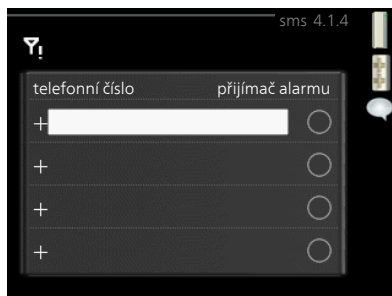 sms 4.1.4
telefonní číslo přijímač alarmu
+
+
+
+